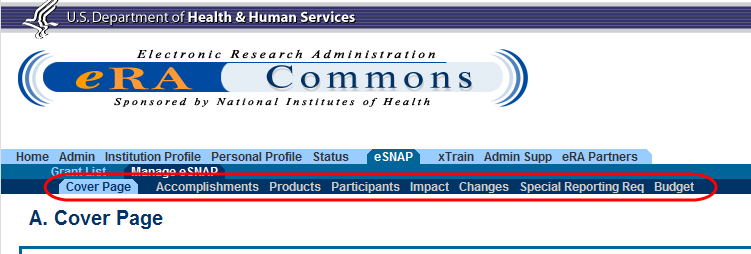 U.S. Department of Health & Human Services
Electronic Research Administration
eRA Commons
Sponsored by National Institutes of Health
Home Admin Institution Profile Personal Profile Status eSNAP xTrain Admin Supp eRA Partners
Grant List Manage eSNAP
Cover Page Accomplishments Products Participants Impact Changes Special Reporting Req Budget
A. Cover Page